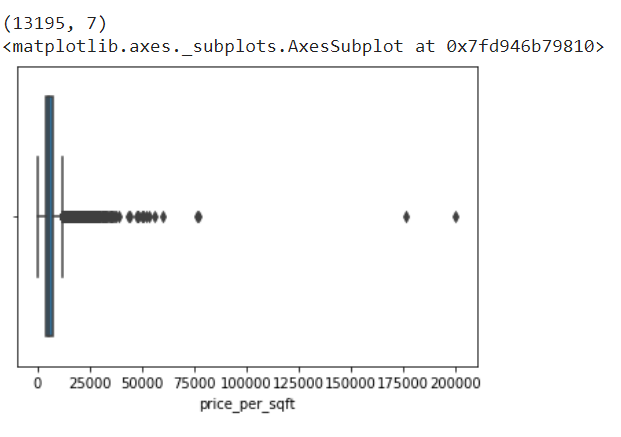 (13195, 7)
<matplotlib.axes._subplots.AxesSubplot at 0x7fd946b79810>
0 25000 50000 75000 100000 125000 150000 175000 200000
price_per_sqft